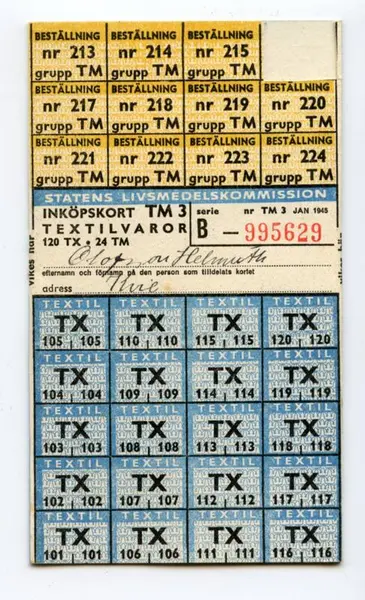 BESTÄLLNING BESTÄLLNING BESTÄLLNING
nr 213 nr 214 nr 215
grupp TM grupp TM grupp TM
BESTÄLLNING BESTÄLLNING BESTÄLLNING BESTÄLLNING
nr 217 nr 218 nr 219 nr 220
grupp TM grupp TM grupp TM grupp TM
BESTÄLLNING BESTÄLLNING BESTÄLLNING BESTÄLLNING
nr 221 nr 222 nr 223 nr 224
grupp TM grupp TM grupp TM grupp TM
STATENS LIVSMEDELSKOMMISSION
INKÖPSKORT TM 3 serie nr TM 3 JAN 1945
TEXTILVAROR B – 995629
120 TX • 24 TM
Helmuth
efternamn och förnamn på den person som tilldelats kortet
adress
vikes här
TEXTIL TEXTIL TEXTIL TEXTIL
TX TX TX TX
105 105 110 110 115 115 120 120
TEXTIL TEXTIL TEXTIL TEXTIL
TX TX TX TX
104 104 109 109 114 114 119 119
TEXTIL TEXTIL TEXTIL TEXTIL
TX TX TX TX
103 103 108 108 113 113 118 118
TEXTIL TEXTIL TEXTIL TEXTIL
TX TX TX TX
102 102 107 107 112 112 117 117
TEXTIL TEXTIL TEXTIL TEXTIL
TX TX TX TX
101 101 106 106 111 111 116 116